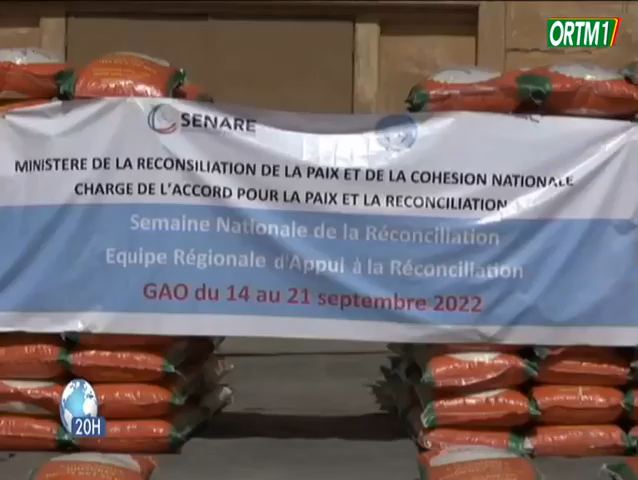 ORTM1
SENARE
MINISTERE DE LA RECONSILIATION DE LA PAIX ET DE LA COHESION NATIONALE
CHARGE DE L'ACCORD POUR LA PAIX ET LA RECONCILIATION
Semaine Nationale de la Réconciliation
Equipe Régionale d'Appui à la Réconciliation
GAO du 14 au 21 septembre 2022
20H